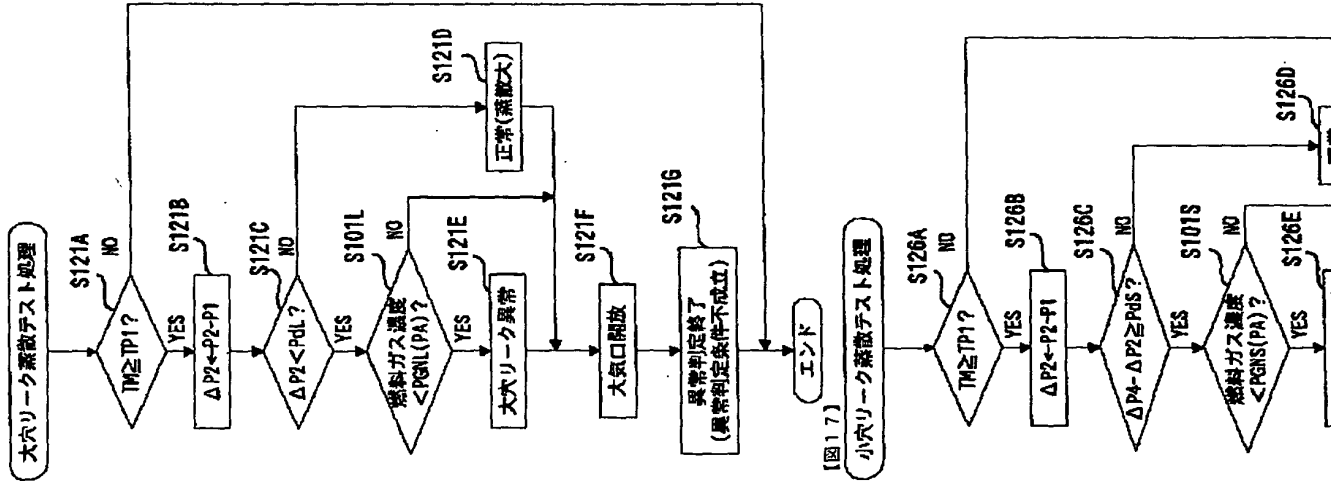 大穴リーク蒸散テスト処理
S121A
TM≧TP1?
NO
YES
S121B
ΔP2←P2-P1
S121C
ΔP2<PdL?
NO
YES
S101L
燃料ガス濃度
<PGNL(PA)?
NO
YES
S121D
正常(蒸散大)
S121E
大穴リーク異常
S121F
大気口開放
S121G
異常判定終了
(異常判定条件不成立)
エンド
【図17】
小穴リーク蒸散テスト処理
S126A
TM≧TP1?
NO
YES
S126B
ΔP2←P2-P1
S126C
ΔP4-ΔP2≧PdS?
NO
YES
S101S
燃料ガス濃度
<PGNS(PA)?
NO
YES
S126D
S126E